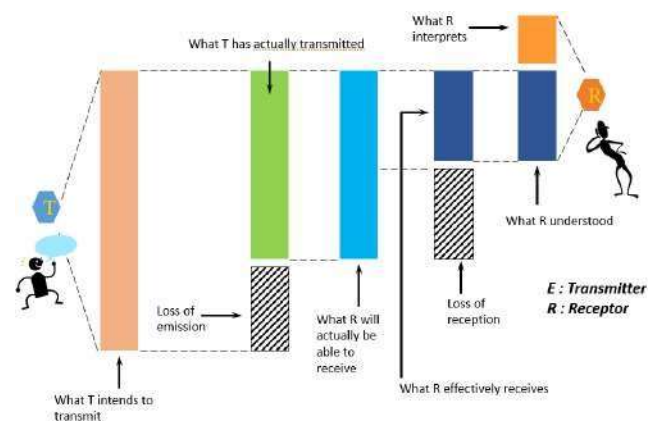 What R
interprets
What T has actually transmitted
T
R
What R understood
Loss of
emission
What R will
actually be
able to
receive
Loss of
reception
E : Transmitter
R : Receptor
What T intends to
transmit
What R effectively receives